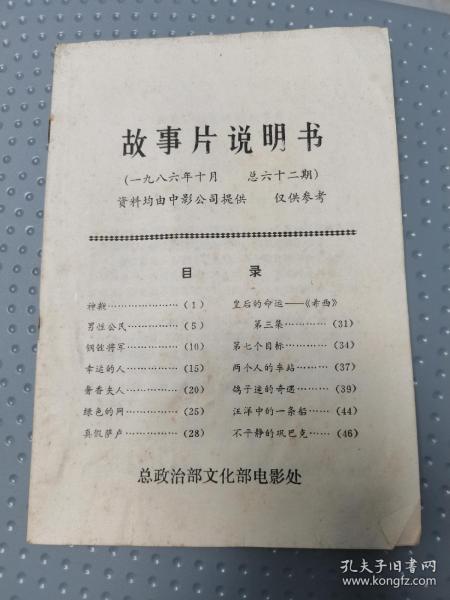 故事片说明书
(一九八六年十月 总六十二期)
资料均由中影公司提供 仅供参考
目 录
神鞭…………………(1)
男性公民……………(5)
钢锉将军……………(10)
幸运的人……………(15)
奢香夫人……………(20)
绿色的网……………(25)
真假萨卢……………(28)
皇后的命运——《希西》
第三集…………(31)
第七个目标…………(34)
两个人的车站………(37)
鸽子迷的奇遇………(39)
汪洋中的一条船……(44)
不平静的巩巴克……(46)
总政治部文化部电影处
孔夫子旧书网
www.kongfz.com